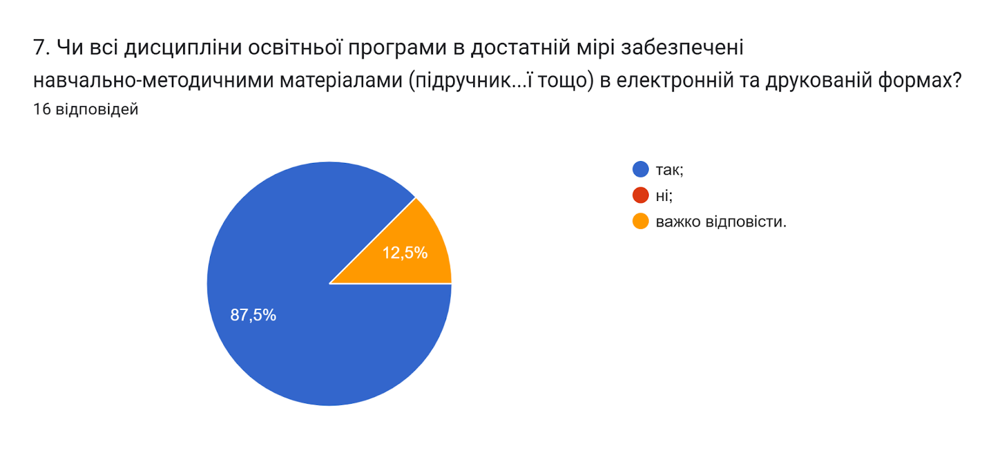 7. Чи всі дисципліни освітньої програми в достатній мірі забезпечені
навчально-методичними матеріалами (підручник...ї тощо) в електронній та друкованій формах?
16 відповідей
так;
ні;
важко відповісти.
12,5%
87,5%